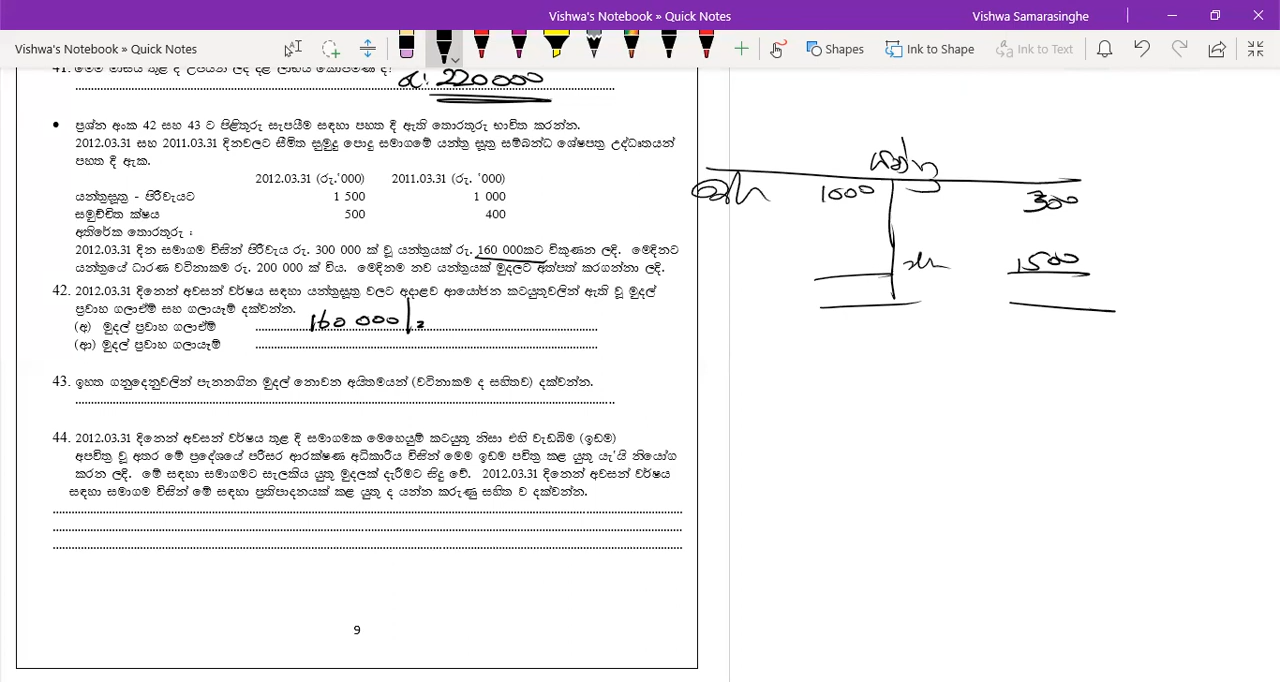 Vishwa's Notebook » Quick Notes
Vishwa Samarasinghe
Vishwa's Notebook » Quick Notes
Shapes
Ink to Shape
Ink to Text
41. මෙම මාසය තුළ දී උපයන ලද දළ ලාභය කොපමණ ද?
රු. 220 000
• ප්‍රශ්න අංක 42 සහ 43 ට පිළිතුරු සැපයීම සඳහා පහත දී ඇති තොරතුරු භාවිත කරන්න.
2012.03.31 සහ 2011.03.31 දිනවලට සීමිත සුමුදු පොදු සමාගමේ යන්ත්‍ර සූත්‍ර සම්බන්ධ ශේෂපත්‍ර උද්ධෘතයන්
පහත දී ඇත.
2012.03.31 (රු.'000) 2011.03.31 (රු. '000)
යන්ත්‍රසූත්‍ර - පිරිවැයට 1 500 1 000
සමුච්චිත ක්ෂය 500 400
අතිරේක තොරතුරු :
2012.03.31 දින සමාගම විසින් පිරිවැය රු. 300 000 ක් වූ යන්ත්‍රයක් රු. 160 000කට විකුණන ලදි. මෙදිනට
යන්ත්‍රයේ ධාරණ වටිනාකම රු. 200 000 ක් විය. මෙදිනම නව යන්ත්‍රයක් මුදලට අත්පත් කරගන්නා ලදි.
42. 2012.03.31 දිනෙන් අවසන් වර්ෂය සඳහා යන්ත්‍රසූත්‍ර වලට අදාළව ආයෝජන කටයුතුවලින් ඇති වූ මුදල්
ප්‍රවාහ ගලාඒම් සහ ගලායෑම් දක්වන්න.
(අ) මුදල් ප්‍රවාහ ගලාඒම් 160 000/=
(ආ) මුදල් ප්‍රවාහ ගලායෑම්
43. ඉහත ගනුදෙනුවලින් පැනනගින මුදල් නොවන අයිතමයන් (වටිනාකම ද සහිතව) දක්වන්න.
44. 2012.03.31 දිනෙන් අවසන් වර්ෂය තුළ දී සමාගමක මෙහෙයුම් කටයුතු නිසා එහි වැඩබිම (ඉඩම)
අපවිත්‍ර වූ අතර මේ ප්‍රදේශයේ පරිසර ආරක්ෂණ අධිකාරිය විසින් මෙම ඉඩම පවිත්‍ර කළ යුතු යැ'යි නියෝග
කරන ලදි. මේ සඳහා සමාගමට සැලකිය යුතු මුදලක් දැරීමට සිදු වේ. 2012.03.31 දිනෙන් අවසන් වර්ෂය
සඳහා සමාගම විසින් මේ සඳහා ප්‍රතිපාදනයක් කළ යුතු ද යන්න කරුණු සහිත ව දක්වන්න.
9
යන්ත්‍ර
1000 300
1500